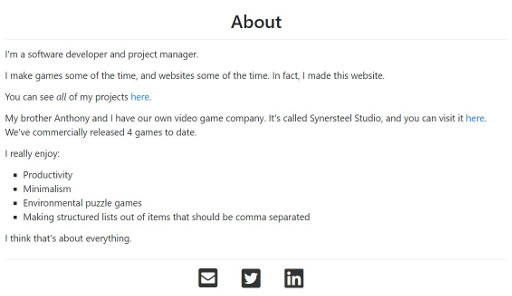 About
I'm a software developer and project manager.
I make games some of the time, and websites some of the time. In fact, I made this website.
You can see all of my projects here.
My brother Anthony and I have our own video game company. It's called Synersteel Studio, and you can visit it here.
We've commercially released 4 games to date.
I really enjoy:
▪ Productivity
▪ Minimalism
▪ Environmental puzzle games
▪ Making structured lists out of items that should be comma separated
I think that's about everything.
in